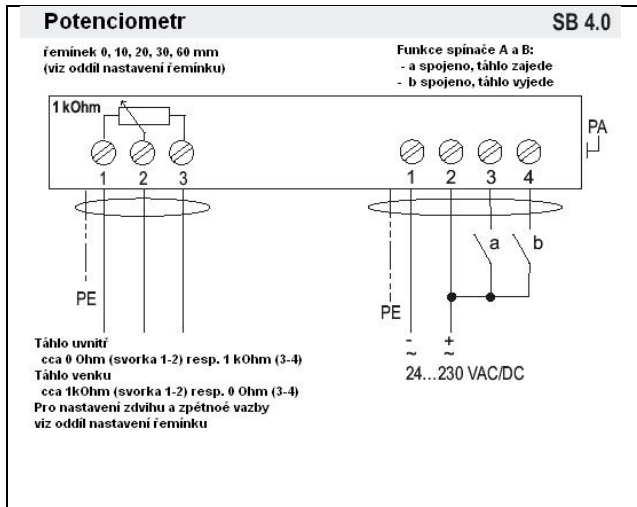 Potenciometr
SB 4.0
řemínek 0, 10, 20, 30, 60 mm
(viz oddíl nastavení řemínku)
Funkce spínače A a B:
- a spojeno, táhlo zajede
- b spojeno, táhlo vyjede
1 kOhm
PA
1 2 3
1 2 3 4
a b
PE
PE
Táhlo uvnitř
cca 0 Ohm (svorka 1-2) resp. 1 kOhm (3-4)
Táhlo venku
cca 1kOhm (svorka 1-2) resp. 0 Ohm (3-4)
Pro nastavení zdvihu a zpětnoé vazby
viz oddíl nastavení řemínku
- +
~ ~
24...230 VAC/DC